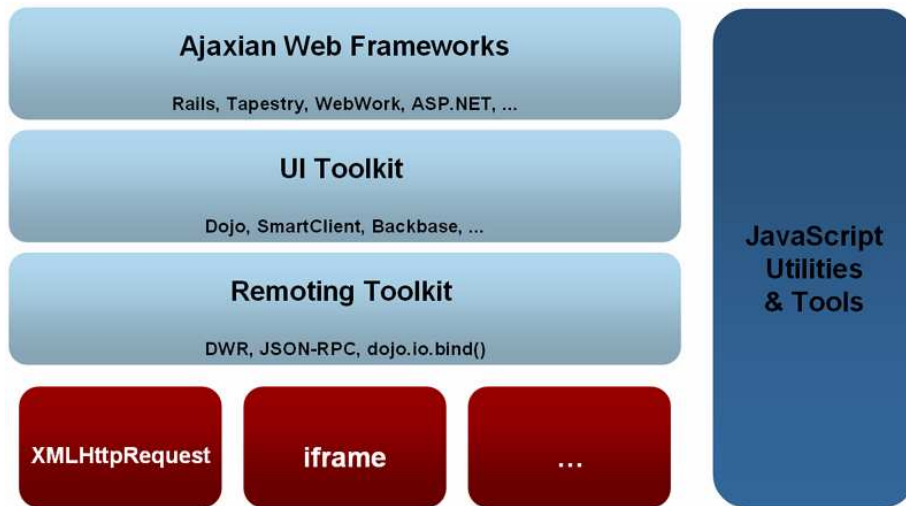 Ajaxian Web Frameworks
Rails, Tapestry, WebWork, ASP.NET, ...
UI Toolkit
Dojo, SmartClient, Backbase, ...
Remoting Toolkit
DWR, JSON-RPC, dojo.io.bind()
XMLHttpRequest
iframe
...
JavaScript
Utilities
& Tools